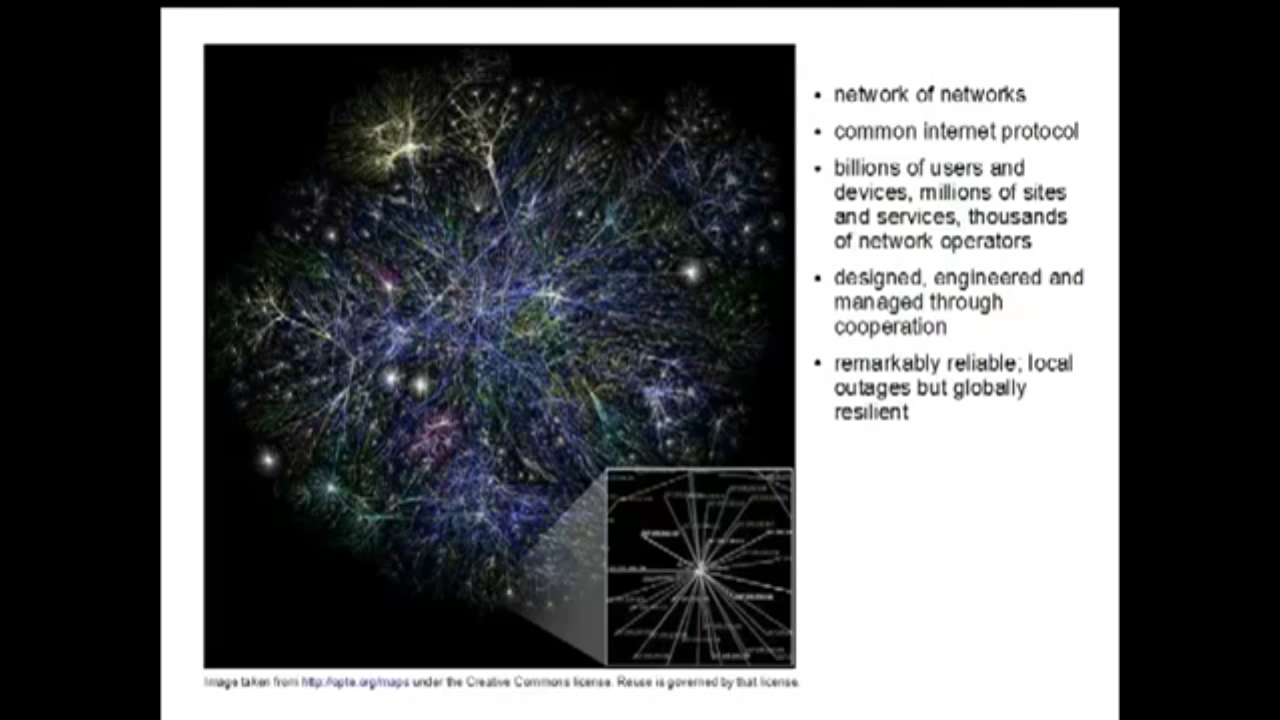 • network of networks
• common internet protocol
• billions of users and
devices, millions of sites
and services, thousands
of network operators
• designed, engineered and
managed through
cooperation
• remarkably reliable; local
outages but globally
resilient
Image taken from http://opte.org/maps under the Creative Commons license. Reuse is governed by that license.